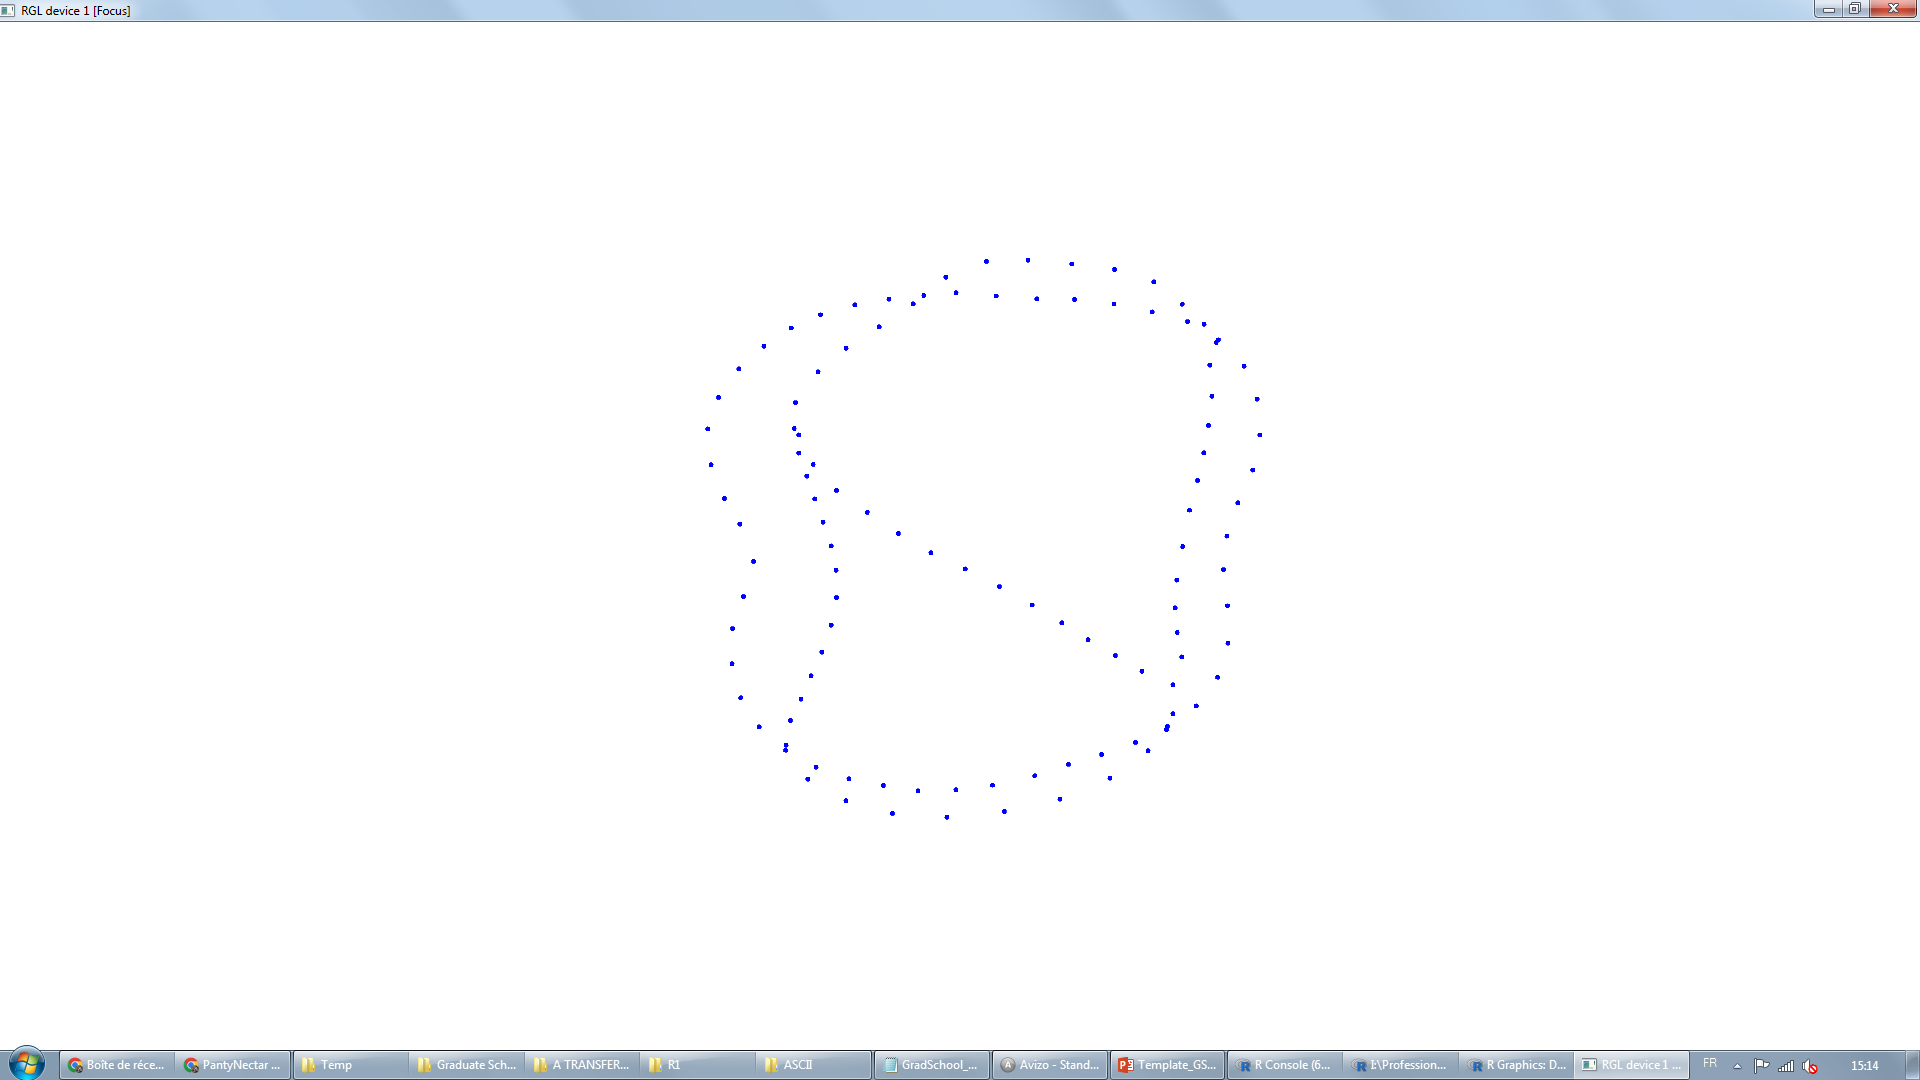 RGL device 1 [Focus]
Boîte de réce...
PantyNectar ...
Temp
Graduate Sch...
A TRANSFER...
R1
ASCII
GradSchool_...
Avizo - Stand...
Template_GS...
R Console (6...
I:\Profession...
R Graphics: D...
RGL device 1 ...
FR
15:14